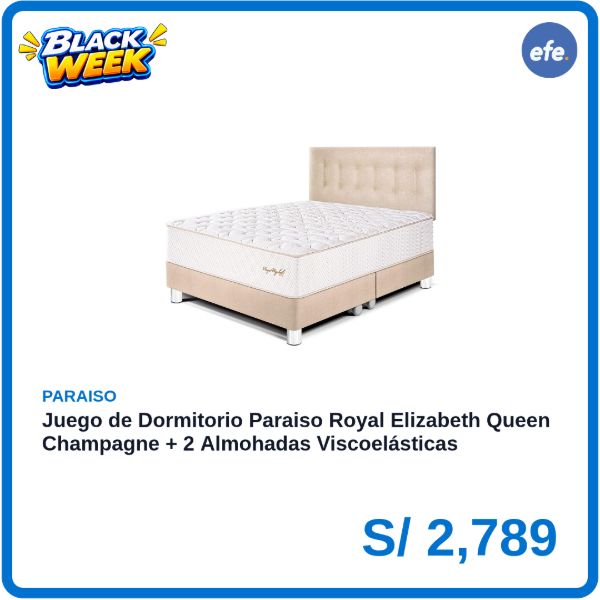 BLACK
WEEK
efe.
PARAISO
Juego de Dormitorio Paraiso Royal Elizabeth Queen
Champagne + 2 Almohadas Viscoelásticas
S/ 2,789